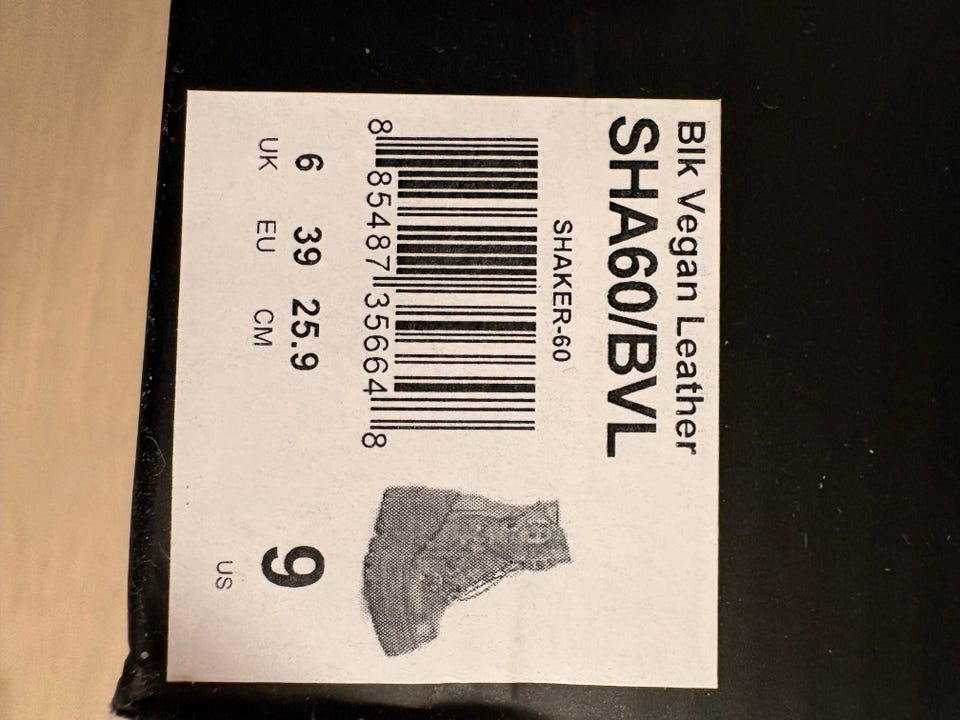 Blk Vegan Leather
SHA60/BVL
SHAKER-60
8 85487 35664 8
6 39 25.9 9
UK EU CM US